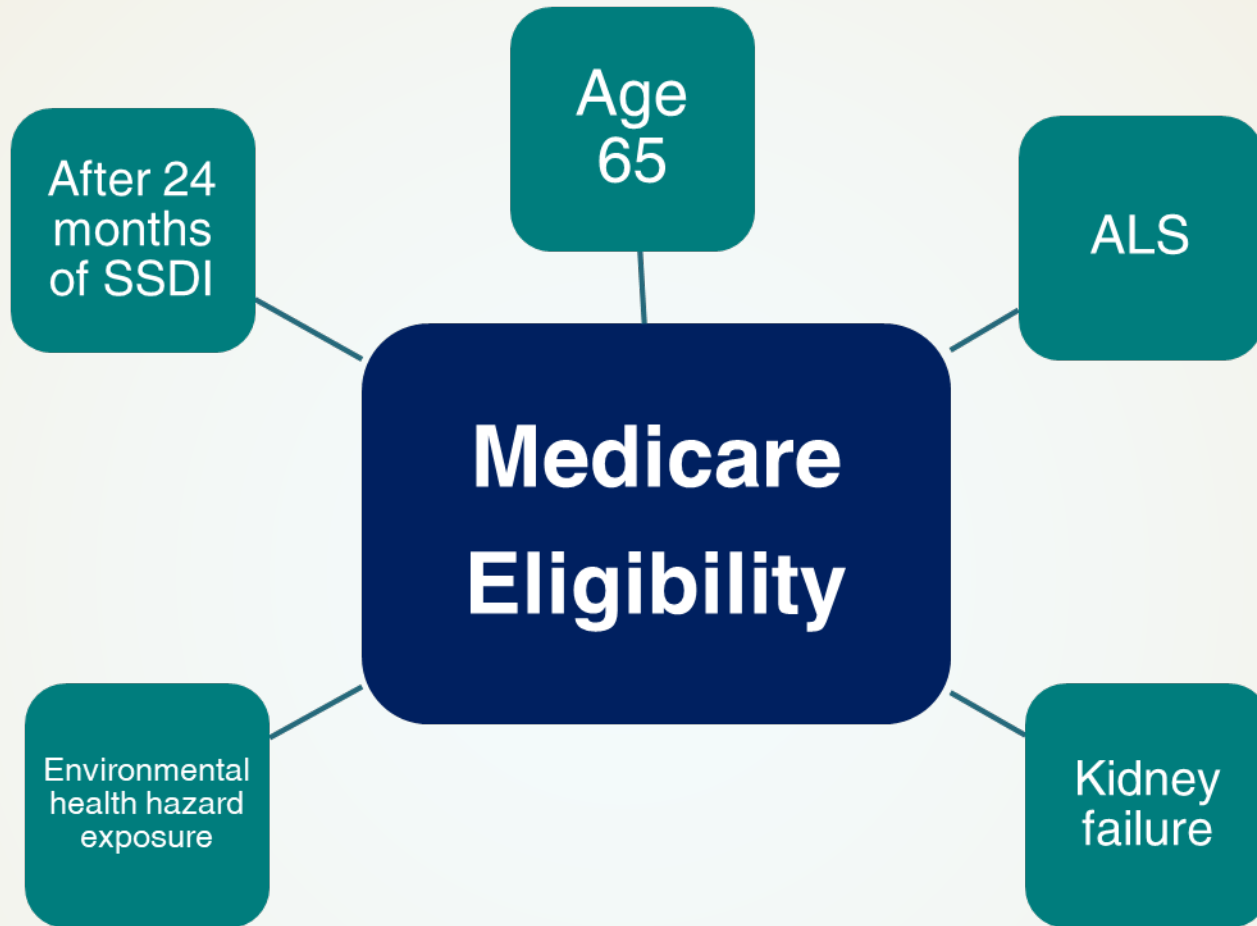 Age
65
After 24
months
of SSDI
ALS
Medicare
Eligibility
Environmental
health hazard
exposure
Kidney
failure